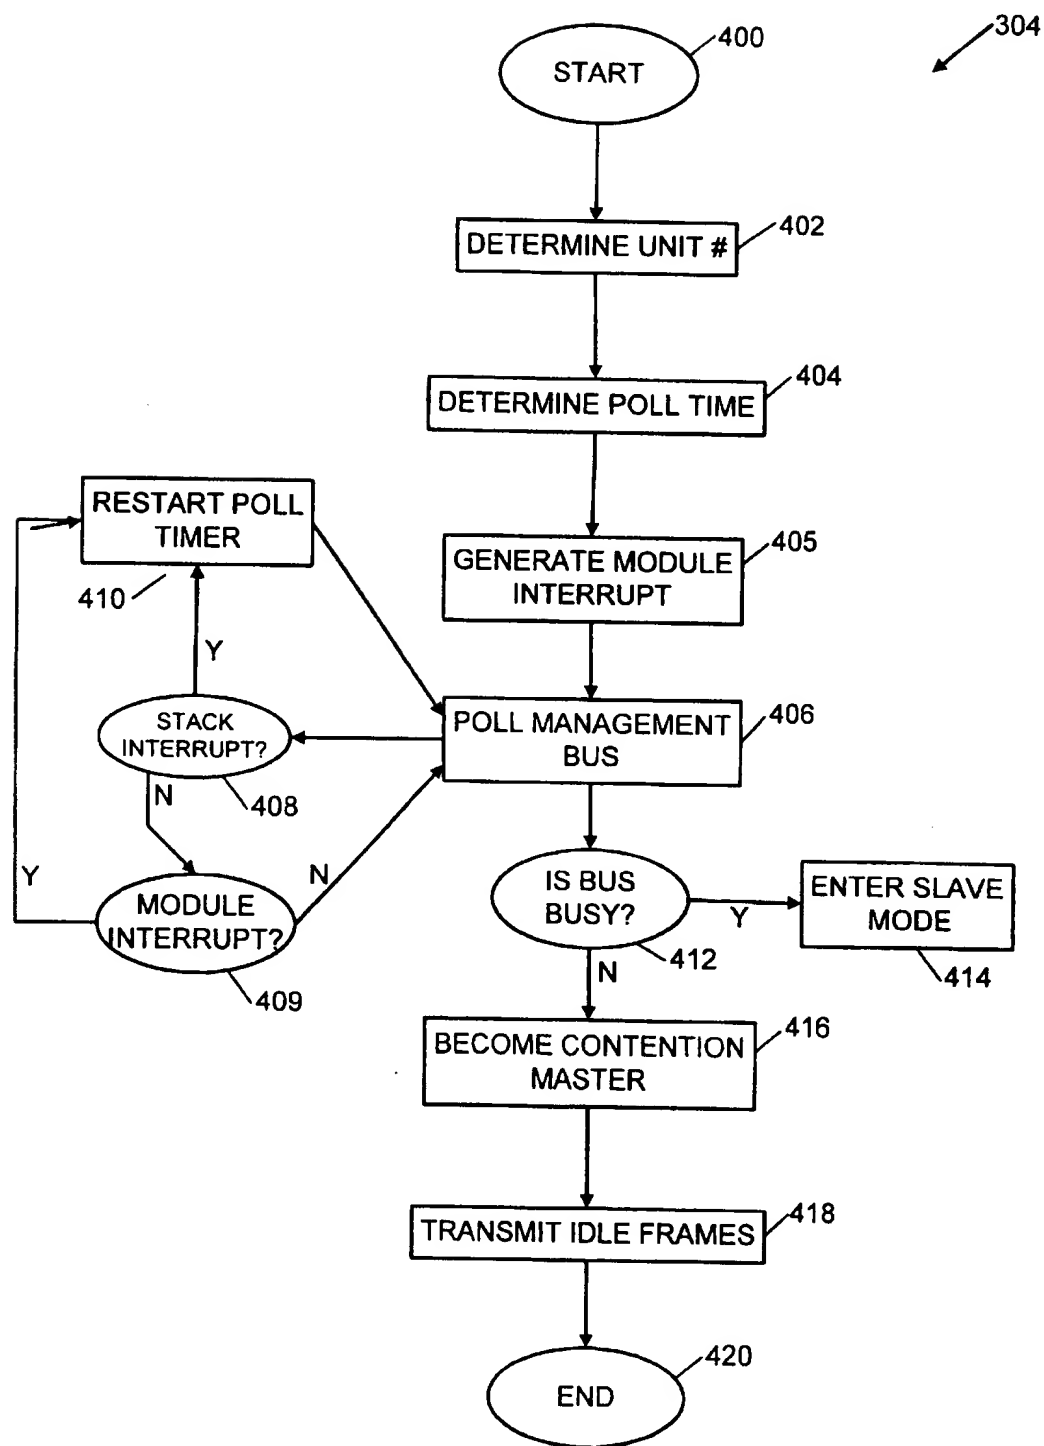 304
400
START
402
DETERMINE UNIT #
404
DETERMINE POLL TIME
RESTART POLL
TIMER
410
405
GENERATE MODULE
INTERRUPT
Y
406
POLL MANAGEMENT
BUS
STACK
INTERRUPT?
408
N
Y
N
MODULE
INTERRUPT?
409
IS BUS
BUSY?
412
Y
ENTER SLAVE
MODE
414
N
416
BECOME CONTENTION
MASTER
418
TRANSMIT IDLE FRAMES
420
END